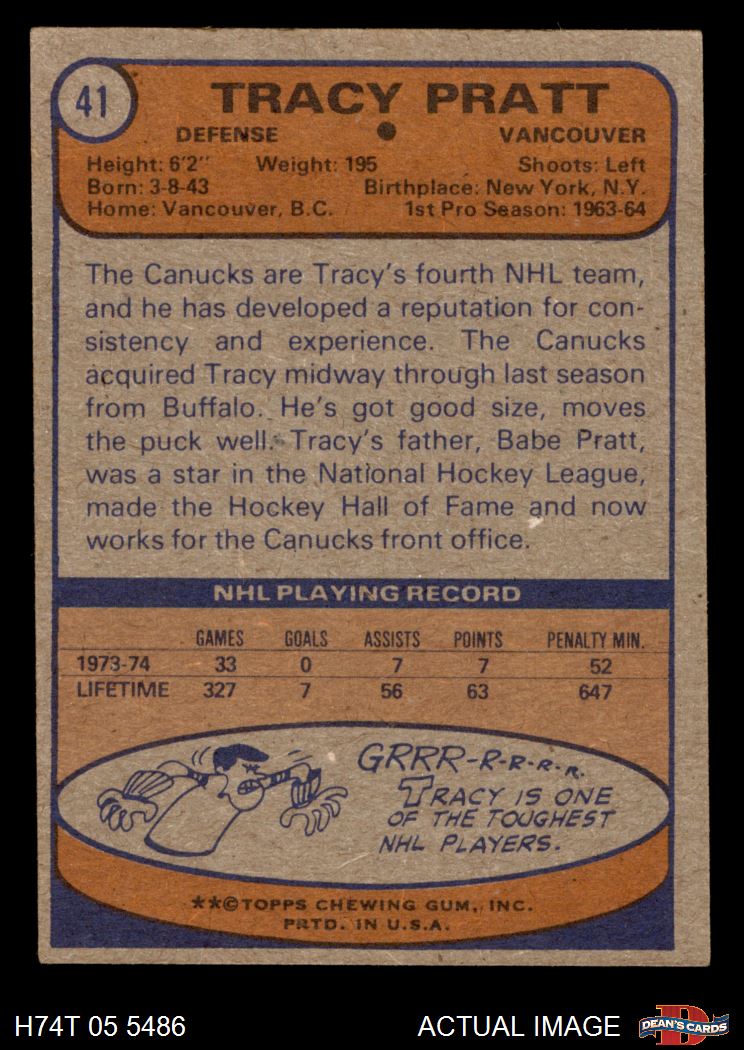 41
TRACY PRATT
DEFENSE ● VANCOUVER
Height: 6'2" Weight: 195 Shoots: Left
Born: 3-8-43 Birthplace: New York, N.Y.
Home: Vancouver, B.C. 1st Pro Season: 1963-64
The Canucks are Tracy's fourth NHL team,
and he has developed a reputation for con-
sistency and experience. The Canucks
acquired Tracy midway through last season
from Buffalo. He's got good size, moves
the puck well. Tracy's father, Babe Pratt,
was a star in the National Hockey League,
made the Hockey Hall of Fame and now
works for the Canucks front office.
NHL PLAYING RECORD
GAMES GOALS ASSISTS POINTS PENALTY MIN.
1973-74 33 0 7 7 52
LIFETIME 327 7 56 63 647
GRRR-R-R-R-R.
TRACY IS ONE
OF THE TOUGHEST
NHL PLAYERS.
**©TOPPS CHEWING GUM, INC.
PRTD. IN U.S.A.
H74T 05 5486 ACTUAL IMAGE D DEAN'S CARDS